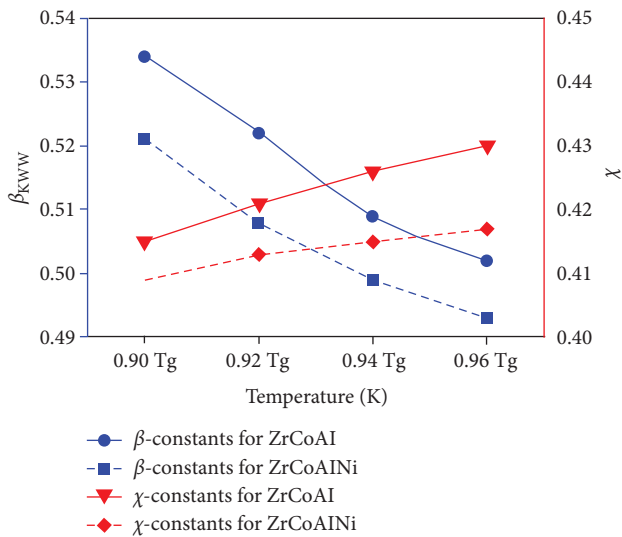 0.54
0.53
0.52
0.51
0.50
0.49
βKWW
0.45
0.44
0.43
0.42
0.41
0.40
χ
0.90 Tg 0.92 Tg 0.94 Tg 0.96 Tg
Temperature (K)
β-constants for ZrCoAI
β-constants for ZrCoAINi
χ-constants for ZrCoAI
χ-constants for ZrCoAINi